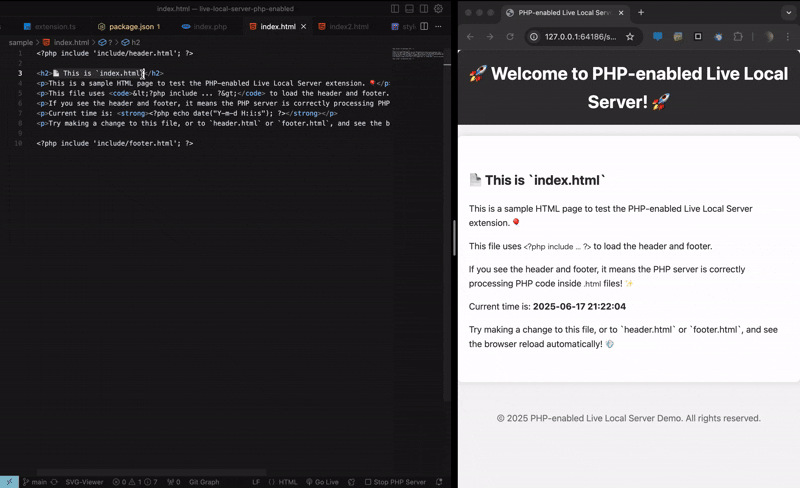 index.html — live-local-server-php-enabled
extension.ts
package.json 1
index.php
index.html
index2.html
sample > index.html > ? > h2
1 <?php include 'include/header.html'; ?>
2
3 <h2>📄 This is `index.html`</h2>
4 <p>This is a sample HTML page to test the PHP-enabled Live Local Server extension. 🎈</p>
5 <p>This file uses <code>&lt;?php include ... ?&gt;</code> to load the header and footer.
6 <p>If you see the header and footer, it means the PHP server is correctly processing PHP
7 <p>Current time is: <strong><?php echo date("Y-m-d H:i:s"); ?></strong></p>
8 <p>Try making a change to this file, or to `header.html` or `footer.html`, and see the b
9
10 <?php include 'include/footer.html'; ?>
main
SVG-Viewer
0 1 7
0
Git Graph
LF
{} HTML
Go Live
Stop PHP Server
PHP-enabled Live Local Serv
127.0.0.1:64186/s...
🚀 Welcome to PHP-enabled Live Local
Server! 🚀
📄 This is `index.html`
This is a sample HTML page to test the PHP-enabled Live Local Server
extension. 🎈
This file uses <?php include ... ?> to load the header and footer.
If you see the header and footer, it means the PHP server is correctly
processing PHP code inside .html files! ✨
Current time is: 2025-06-17 21:22:04
Try making a change to this file, or to `header.html` or `footer.html`, and see
the browser reload automatically! 💨
© 2025 PHP-enabled Live Local Server Demo. All rights reserved.